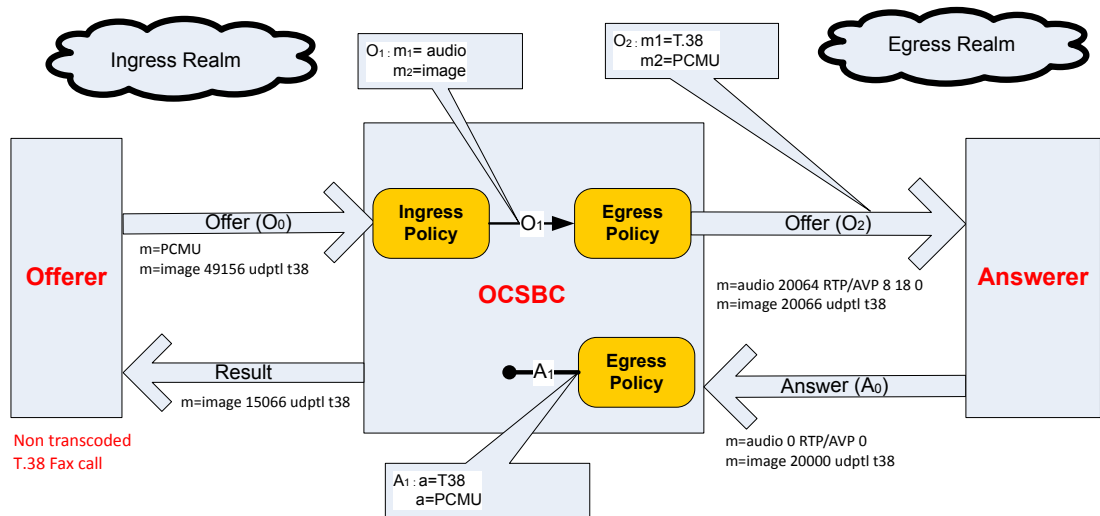 Ingress Realm
O1 : m1= audio
m2=image
O2 : m1=T.38
m2=PCMU
Egress Realm
Offerer
Offer (O0)
m=PCMU
m=image 49156 udptl t38
Ingress
Policy
O1
Egress
Policy
Offer (O2)
m=audio 20064 RTP/AVP 8 18 0
m=image 20066 udptl t38
Answerer
OCSBC
Result
m=image 15066 udptl t38
A1
Egress
Policy
Answer (A0)
m=audio 0 RTP/AVP 0
m=image 20000 udptl t38
Non transcoded
T.38 Fax call
A1 : a=T38
a=PCMU